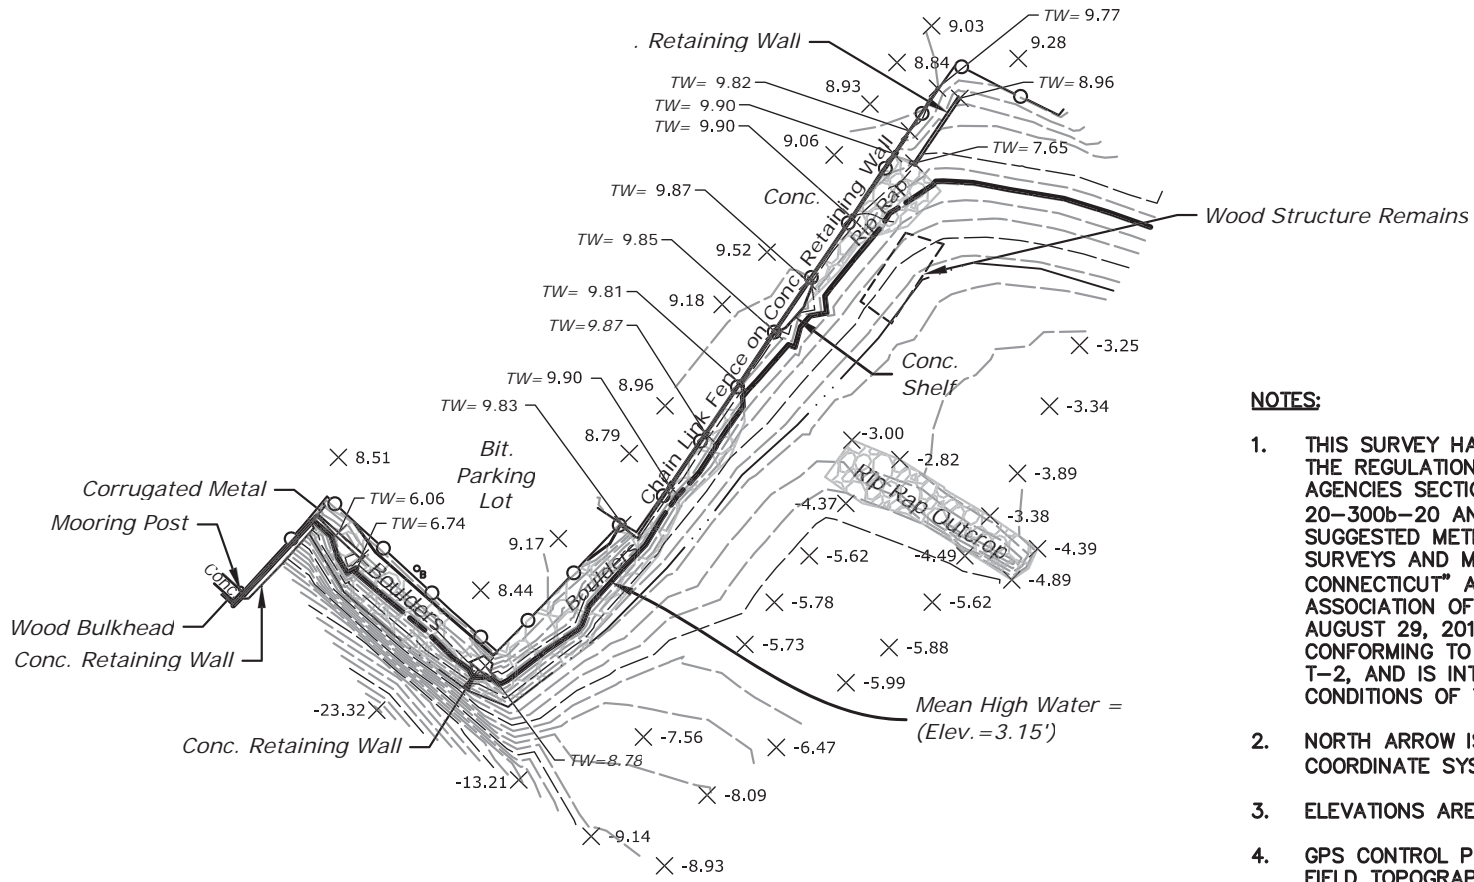 9.03
TW= 9.77
. Retaining Wall
8.84
9.28
TW= 9.82
8.93
TW= 8.96
TW= 9.90
TW= 9.90
9.06
TW= 7.65
TW= 9.87
Conc.
Rip Rap
Wood Structure Remains
TW= 9.85
9.52
TW= 9.81
9.18
TW=9.87
Chain Link Fence on Conc. Retaining Wall
-3.25
Conc.
Shelf
TW= 9.90
8.96
TW= 9.83
-3.34
8.79
-3.00
-2.82
-3.89
Bit.
Parking
Lot
8.51
Corrugated Metal
Mooring Post
TW= 6.06
TW= 6.74
Rip Rap Outcrop
-4.37
-3.38
9.17
-5.62
-4.49
-4.39
-4.89
Conc.
B
Boulders
Boulders
8.44
-5.78
-5.62
Wood Bulkhead
Conc. Retaining Wall
-5.73
-5.88
-5.99
Mean High Water =
(Elev.=3.15')
-23.32
Conc. Retaining Wall
-7.56
-6.47
TW=8.78
-13.21
-8.09
-9.14
-8.93
NOTES:
1. THIS SURVEY HA
THE REGULATION
AGENCIES SECTIO
20-300b-20 AN
SUGGESTED METH
SURVEYS AND M
CONNECTICUT" A
ASSOCIATION OF
AUGUST 29, 201
CONFORMING TO
T-2, AND IS INT
CONDITIONS OF T
2. NORTH ARROW IS
COORDINATE SYS
3. ELEVATIONS ARE
4. GPS CONTROL P
FIELD TOPOGRAP